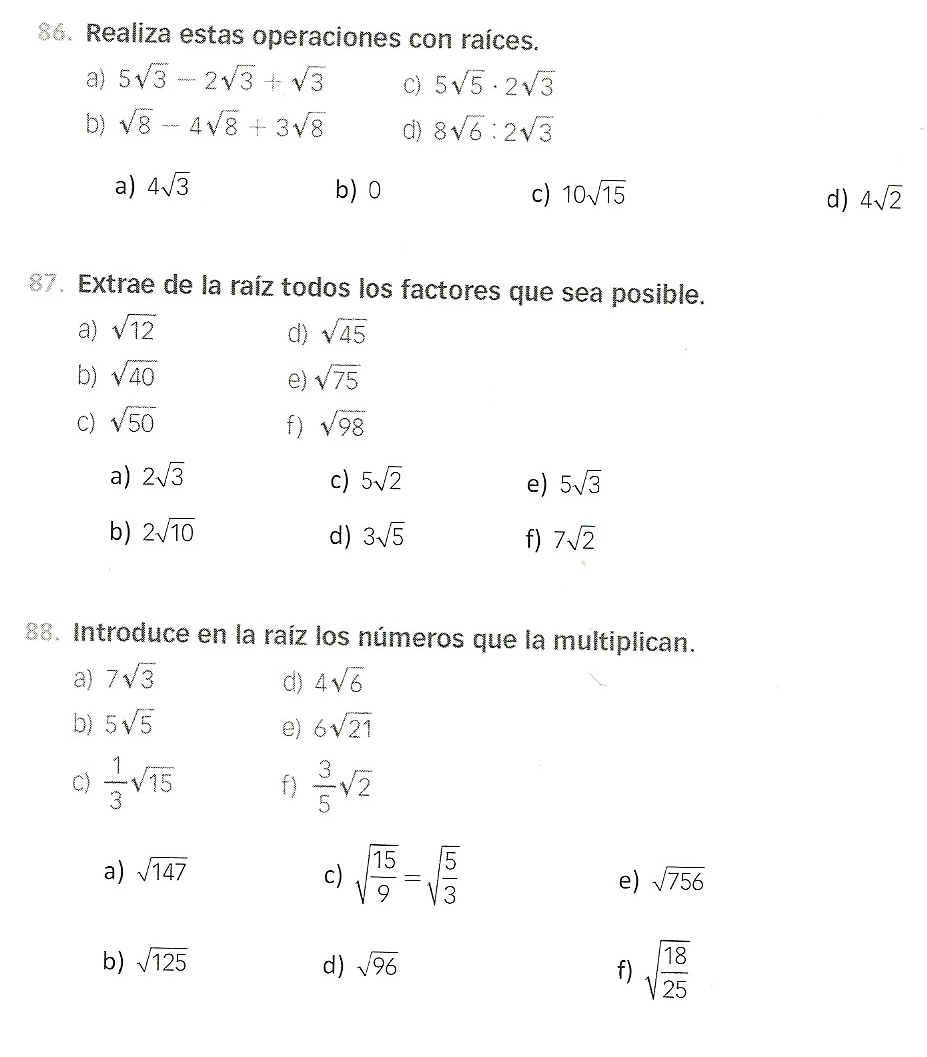 86. Realiza estas operaciones con raíces.
a) 5√3 − 2√3 + √3 c) 5√5 · 2√3
b) √8 − 4√8 + 3√8 d) 8√6 : 2√3
a) 4√3 b) 0 c) 10√15 d) 4√2
87. Extrae de la raíz todos los factores que sea posible.
a) √12 d) √45
b) √40 e) √75
c) √50 f) √98
a) 2√3 c) 5√2 e) 5√3
b) 2√10 d) 3√5 f) 7√2
88. Introduce en la raíz los números que la multiplican.
a) 7√3 d) 4√6
b) 5√5 e) 6√21
c) 1/3 √15 f) 3/5 √2
a) √147 c) √(15/9) = √(5/3) e) √756
b) √125 d) √96 f) √(18/25)